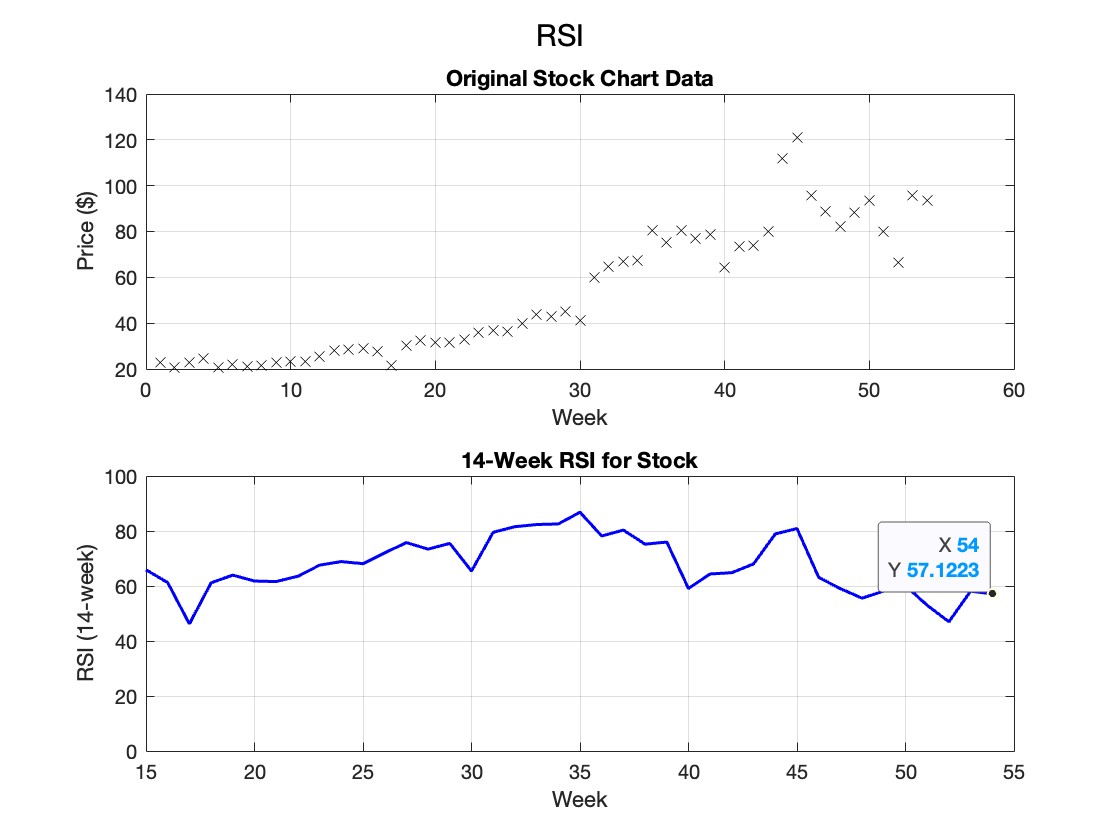 RSI
Original Stock Chart Data
140
120
100
80
60
40
20
Price ($)
0 10 20 30 40 50 60
Week
14-Week RSI for Stock
100
80
60
40
20
0
RSI (14-week)
X 54
Y 57.1223
15 20 25 30 35 40 45 50 55
Week